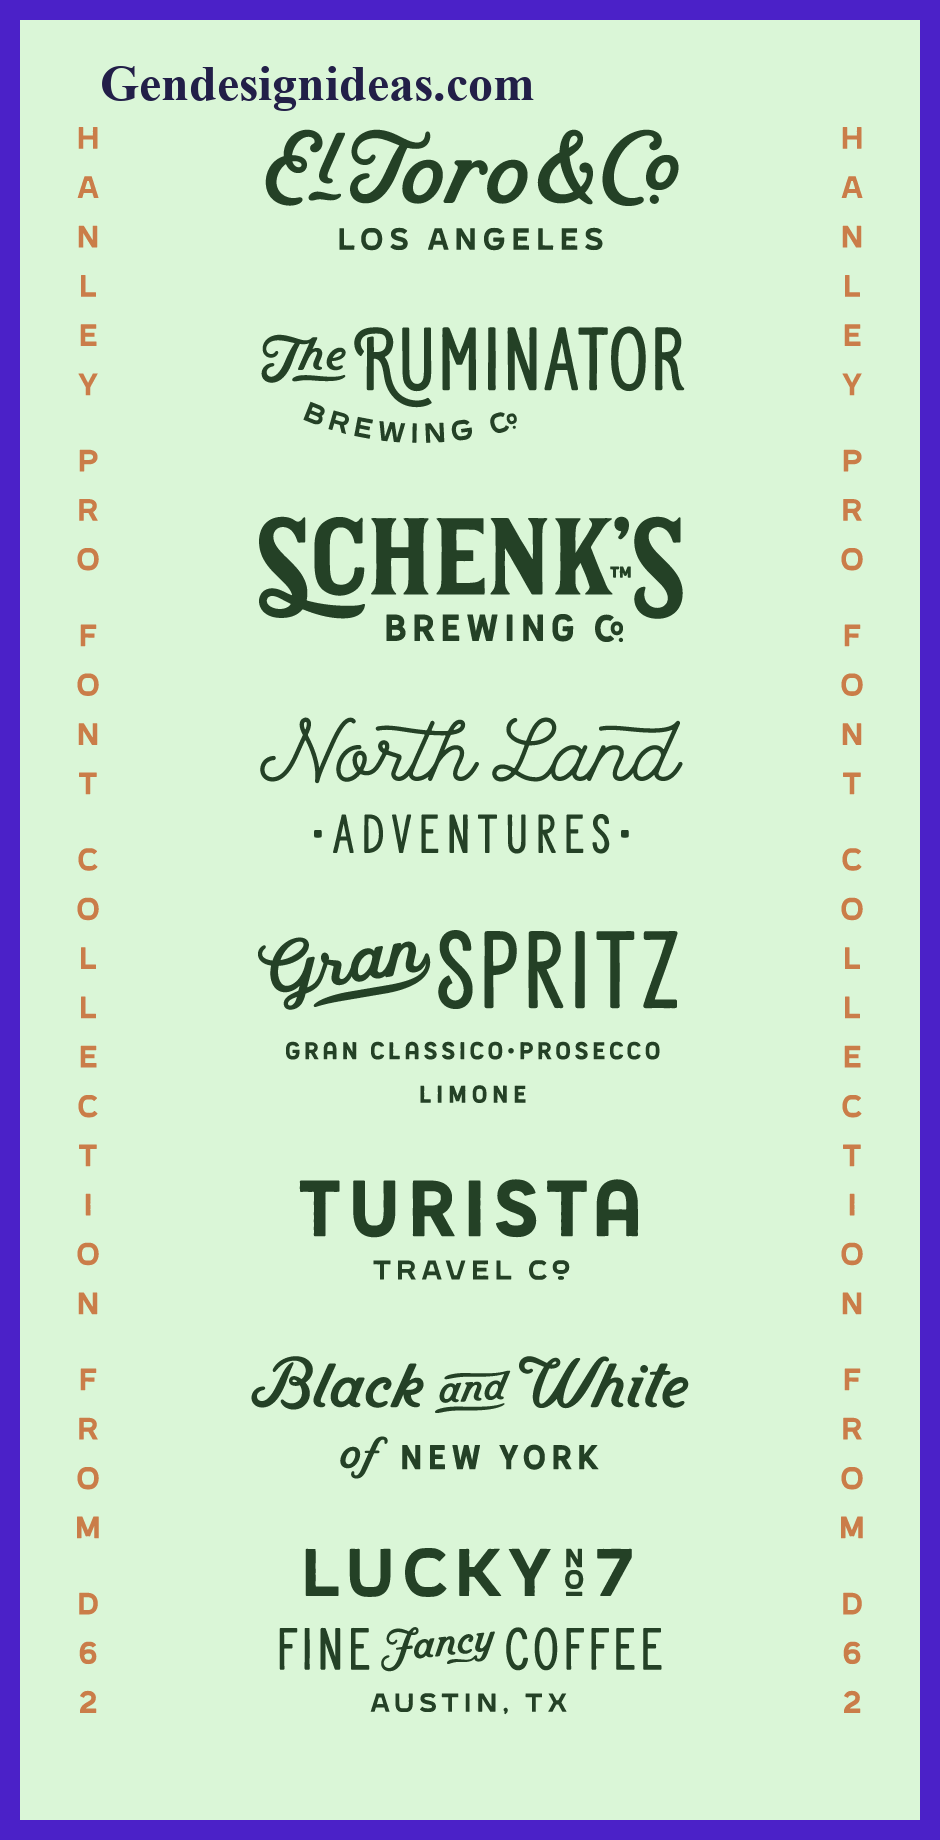 Gendesignideas.com
HANLEY PRO FONT COLLECTION FROM D62
El Toro & Co
LOS ANGELES
The RUMINATOR
BREWING Co.
SCHENK'S™
BREWING Co.
North Land
·ADVENTURES·
Gran SPRITZ
GRAN CLASSICO·PROSECCO
LIMONE
TURISTA
TRAVEL Co
Black and White
of NEW YORK
LUCKY No 7
FINE Fancy COFFEE
AUSTIN, TX
HANLEY PRO FONT COLLECTION FROM D62